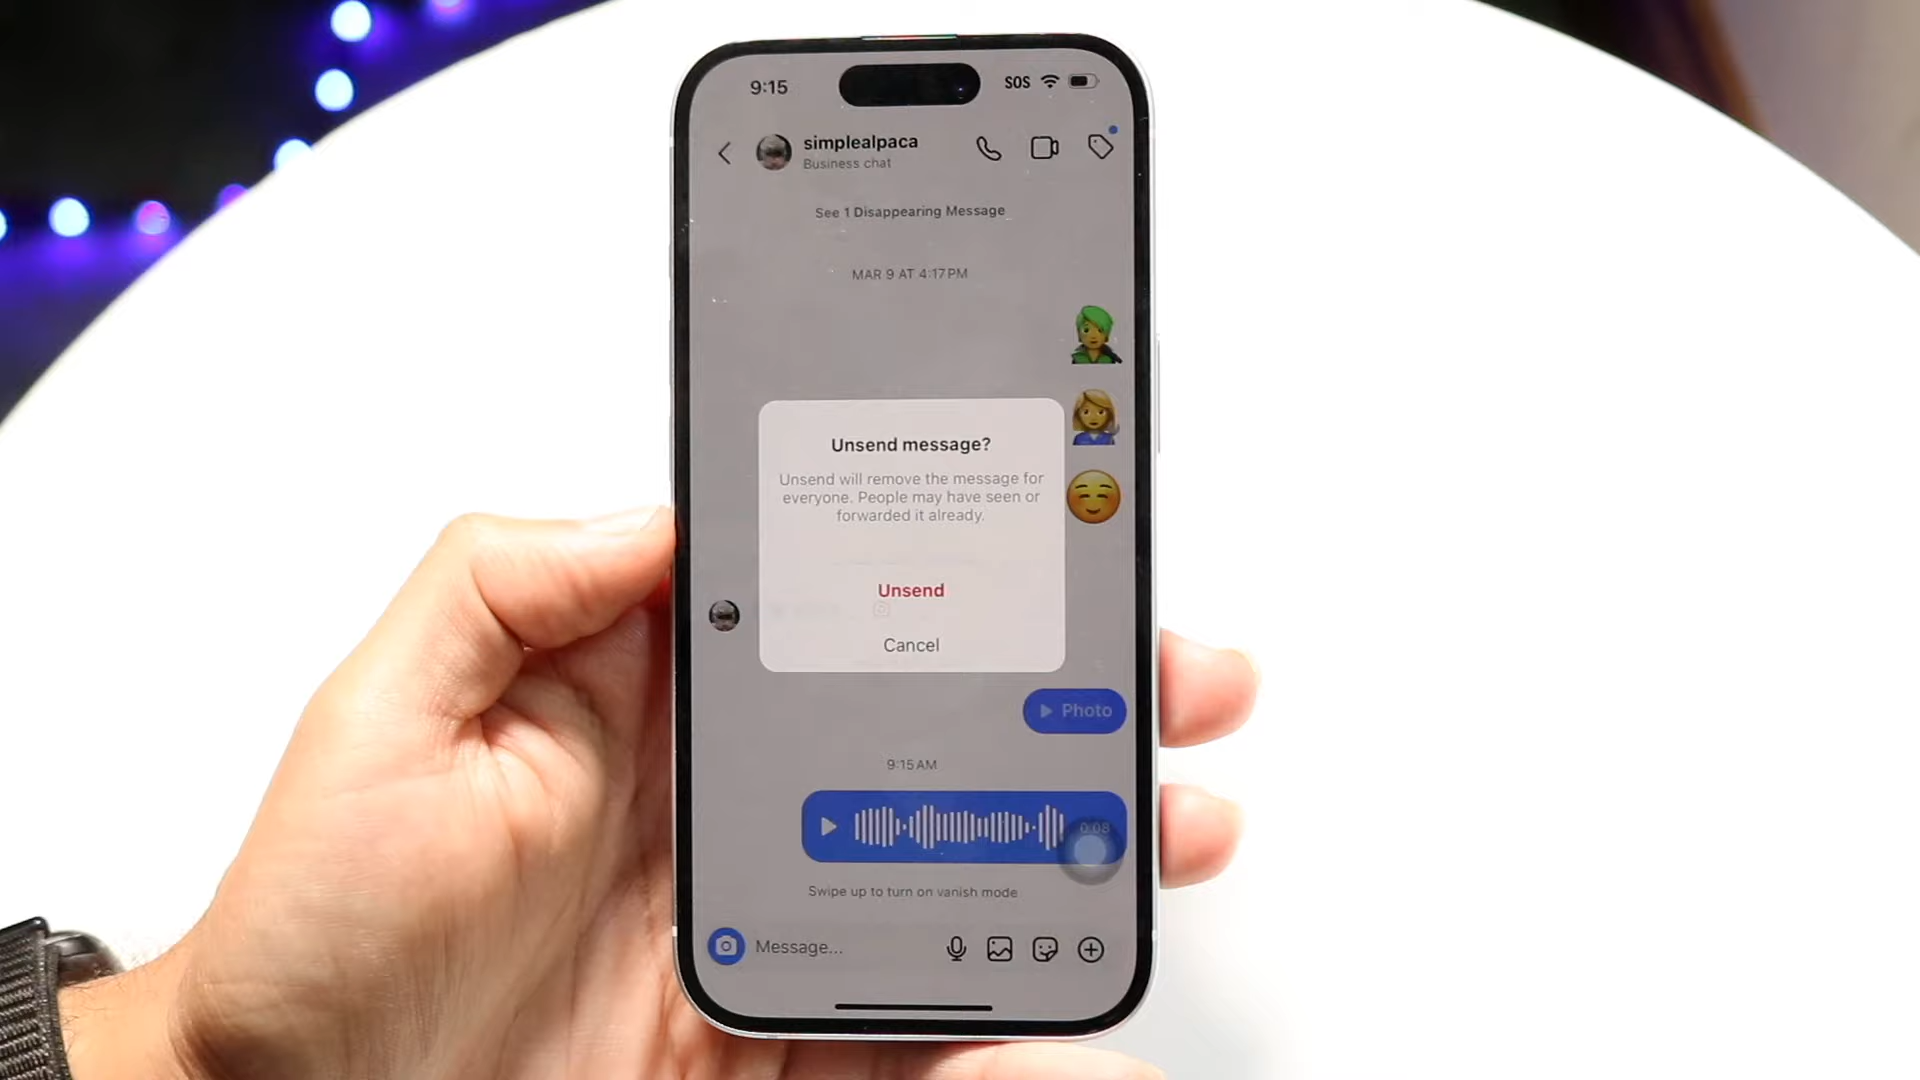 9:15
SOS
simplealpaca
Business chat
See 1 Disappearing Message
MAR 9 AT 4:17 PM
Unsend message?
Unsend will remove the message for
everyone. People may have seen or
forwarded it already.
Unsend
Cancel
Photo
9:15 AM
0:08
Swipe up to turn on vanish mode
Message...